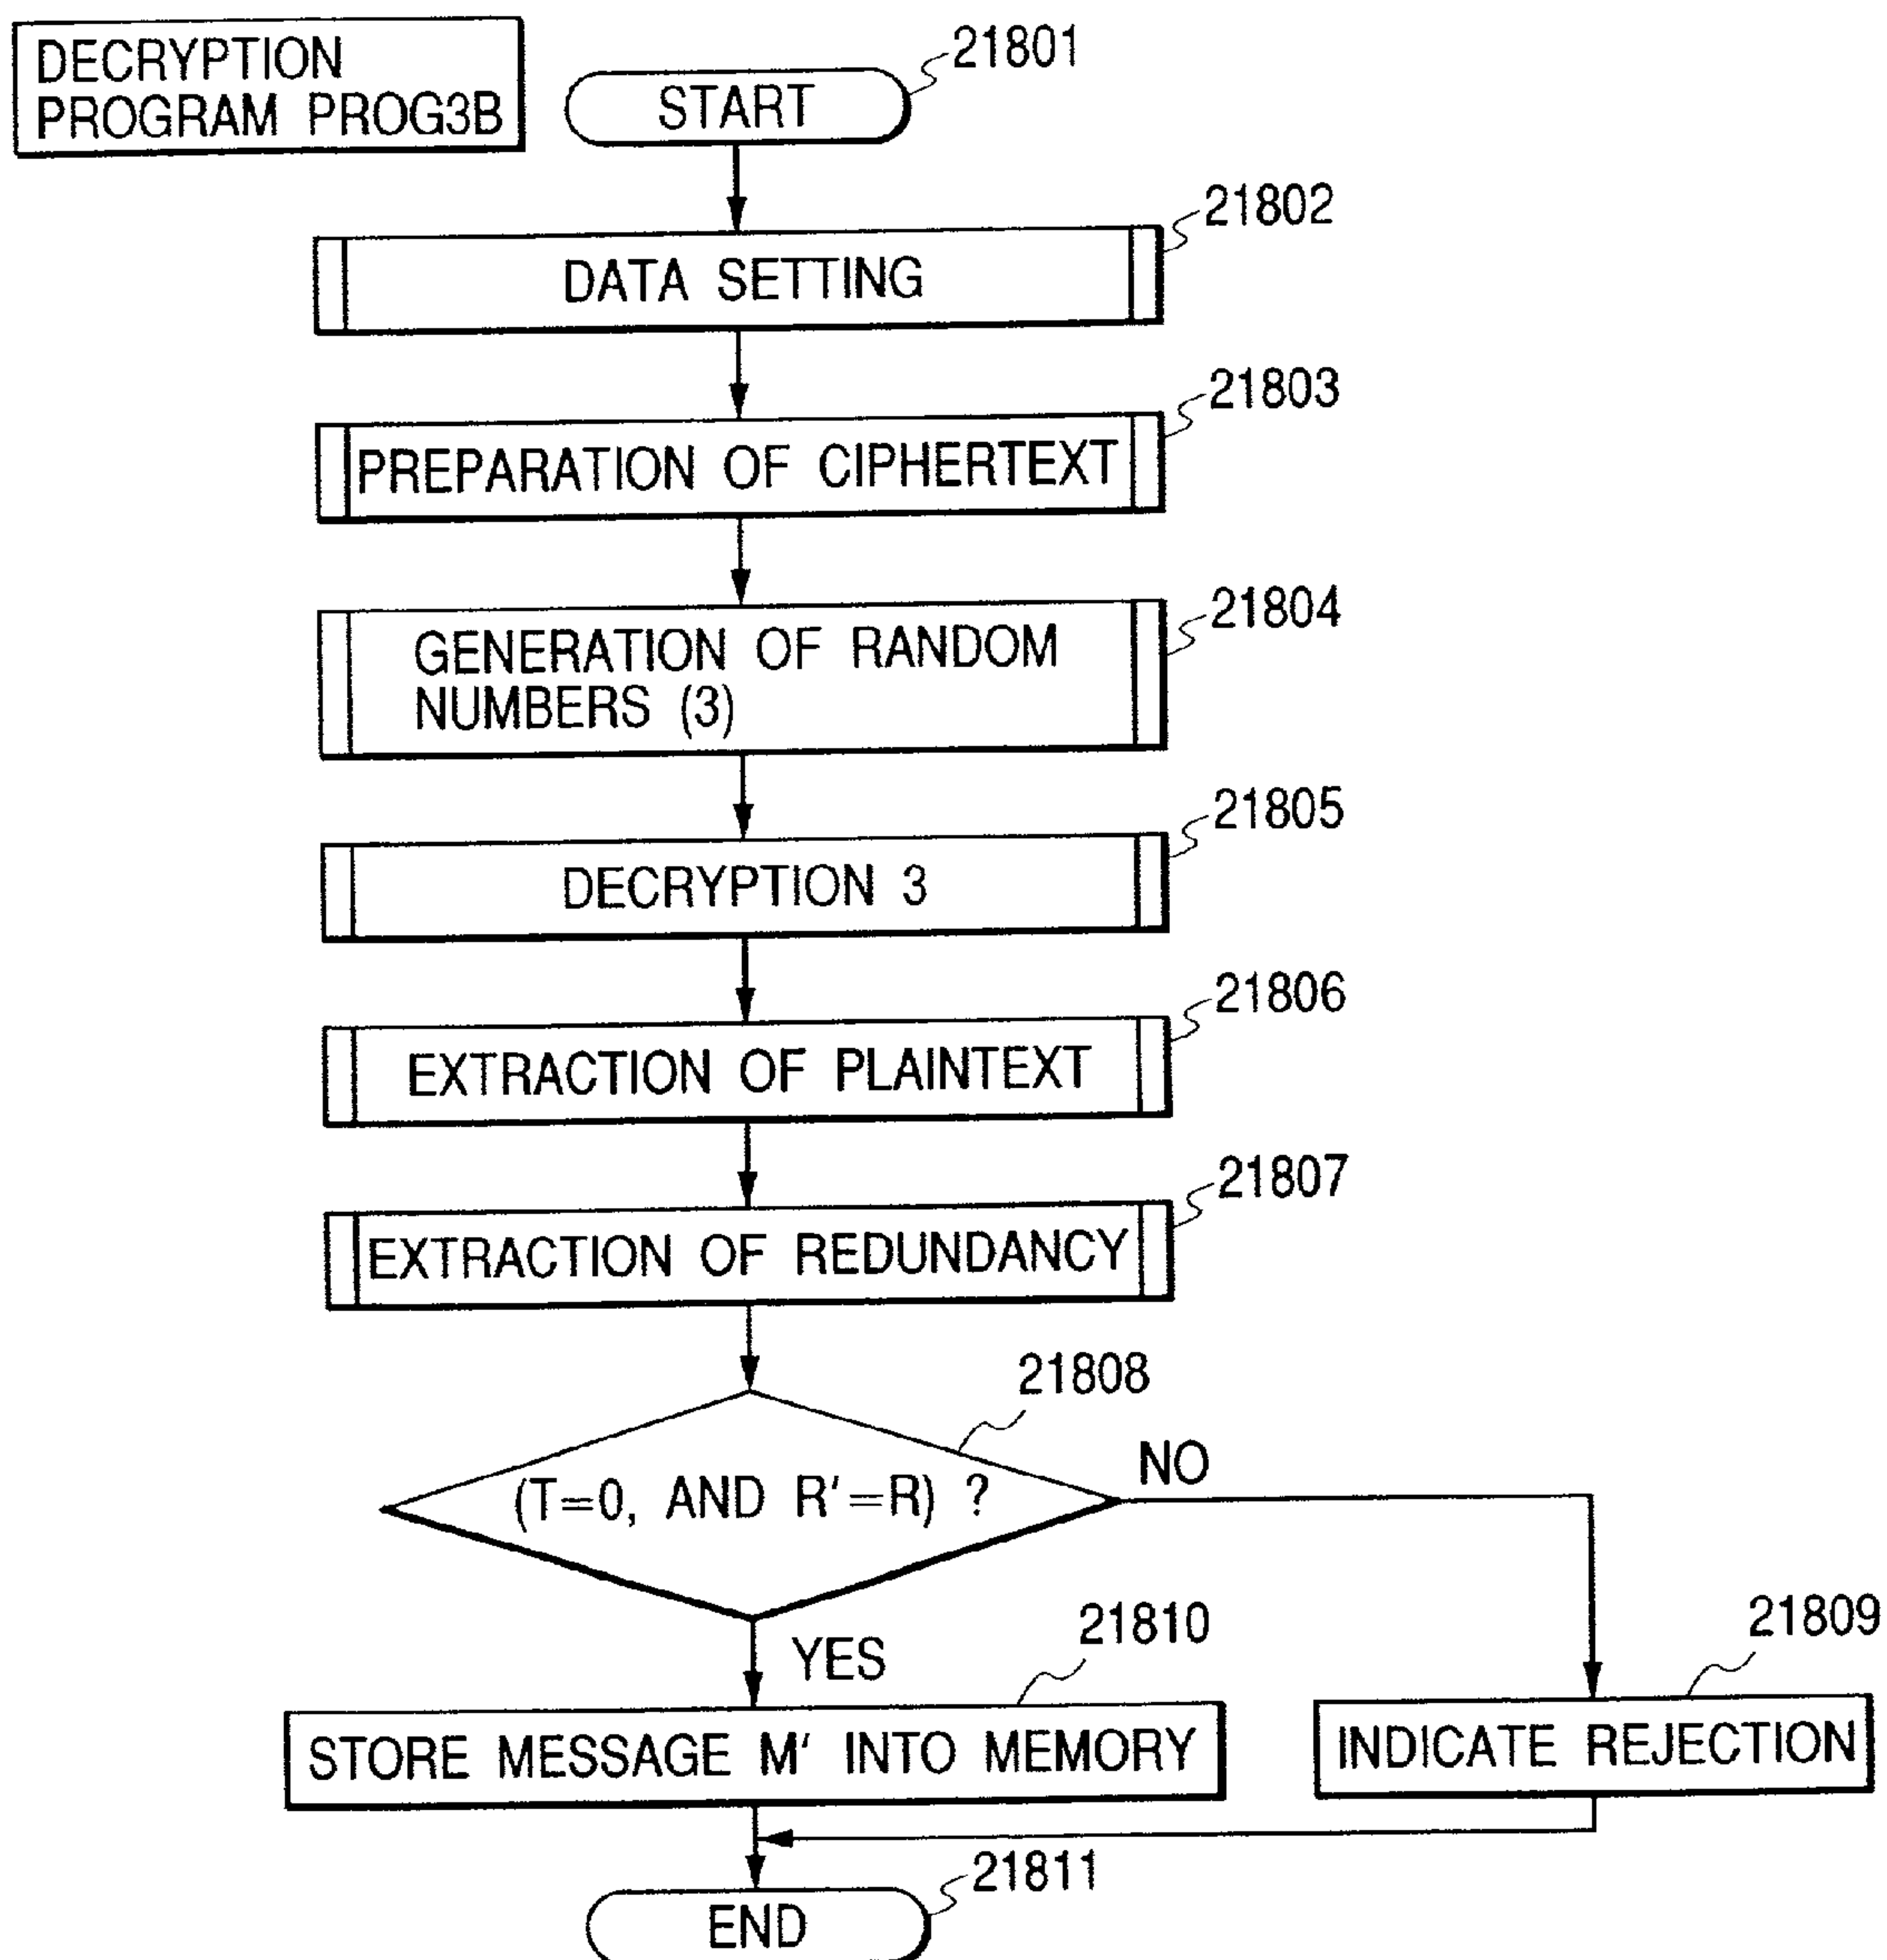 DECRYPTION
PROGRAM PROG3B
START
21801
DATA SETTING
21802
PREPARATION OF CIPHERTEXT
21803
GENERATION OF RANDOM
NUMBERS (3)
21804
DECRYPTION 3
21805
EXTRACTION OF PLAINTEXT
21806
EXTRACTION OF REDUNDANCY
21807
21808
(T=0, AND R'=R) ?
NO
YES
21810
21809
STORE MESSAGE M' INTO MEMORY
INDICATE REJECTION
21811
END